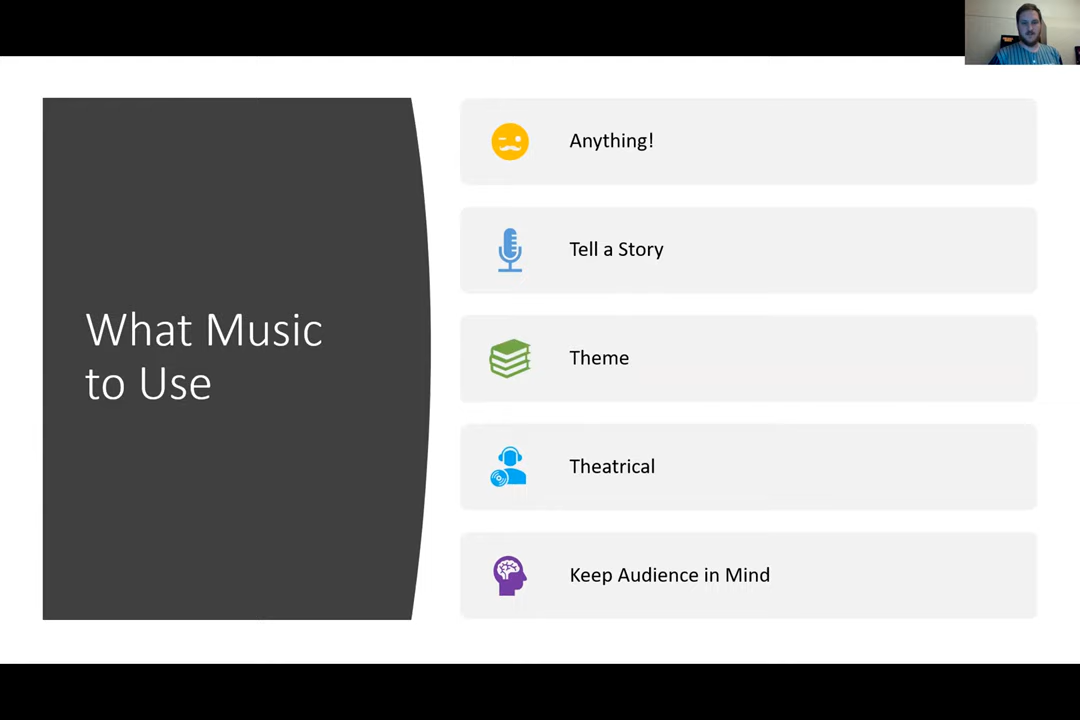 What Music
to Use
Anything!
Tell a Story
Theme
Theatrical
Keep Audience in Mind